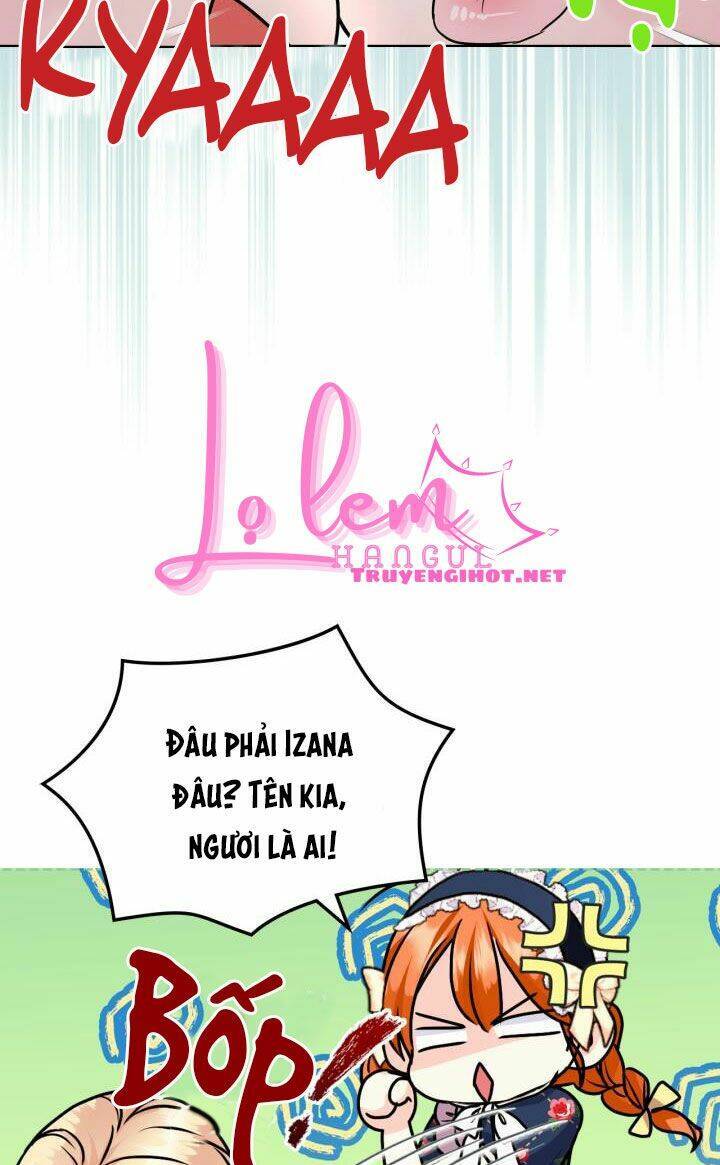 KYAAAA
Lọ lem
HANGUL
TRUYENGIHOT.NET
ĐÂU PHẢI IZANA
ĐÂU? TÊN KIA,
NGƯƠI LÀ AI!
BỐP!